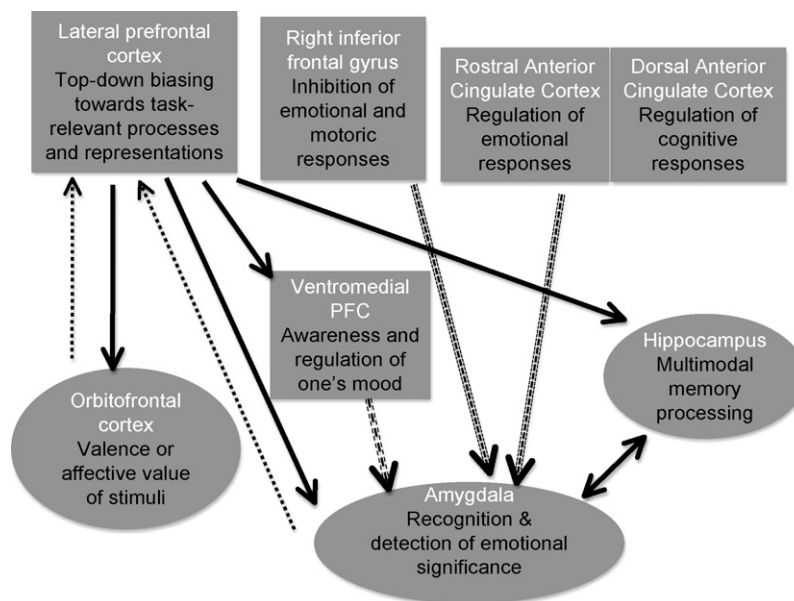 Lateral prefrontal
cortex
Top-down biasing
towards task-
relevant processes
and representations
Right inferior
frontal gyrus
Inhibition of
emotional and
motoric
responses
Rostral Anterior
Cingulate Cortex
Regulation of
emotional
responses
Dorsal Anterior
Cingulate Cortex
Regulation of
cognitive
responses
Ventromedial
PFC
Awareness and
regulation of
one's mood
Hippocampus
Multimodal
memory
processing
Orbitofrontal
cortex
Valence or
affective value
of stimuli
Amygdala
Recognition &
detection of emotional
significance